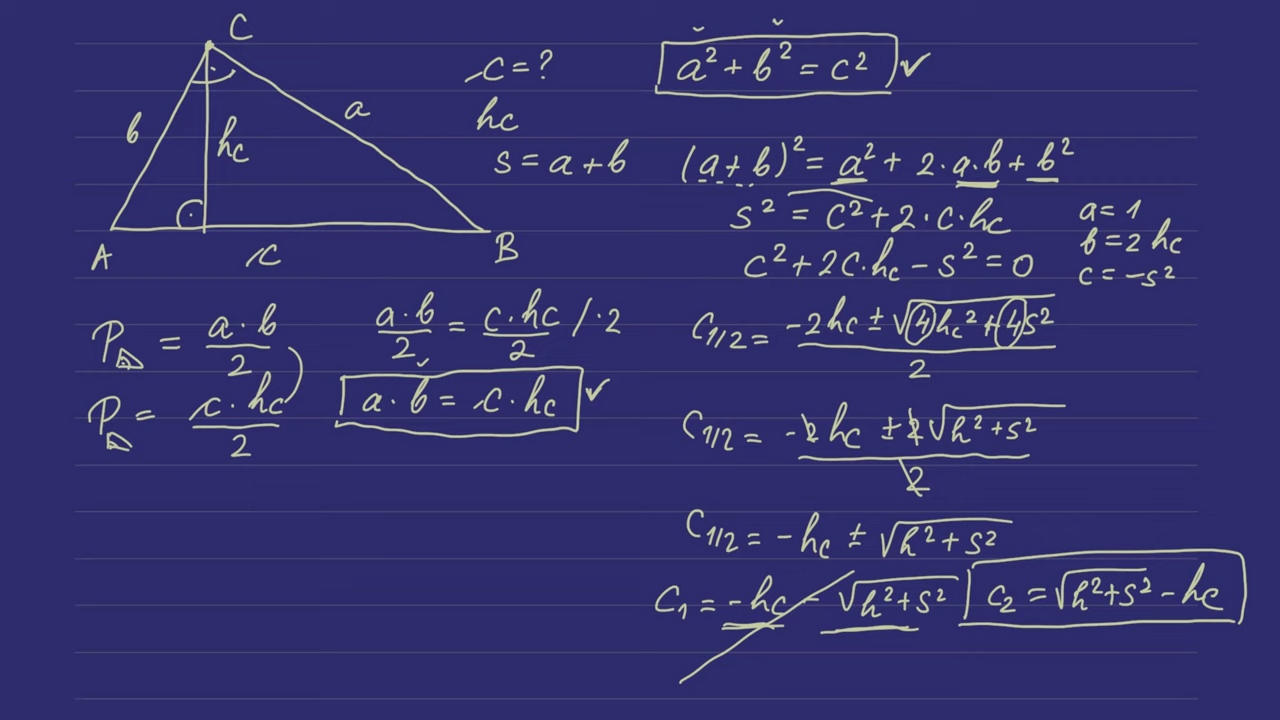 C
b
hc
a
A
c
B
c = ?
hc
s = a + b
a² + b² = c² ✓
(a + b)² = a² + 2·a·b + b²
s² = c² + 2·c·hc
c² + 2c·hc - s² = 0
a = 1
b = 2hc
c = -s²
P = a·b/2
P = c·hc/2
a·b/2 = c·hc/2 /·2
a·b = c·hc ✓
C1/2 = (-2hc ± √(4hc² + 4s²))/2
C1/2 = (-2hc ± 2√(h² + s²))/2
C1/2 = -hc ± √(h² + s²)
C1 = -hc - √(h² + s²)
C2 = √(h² + s²) - hc